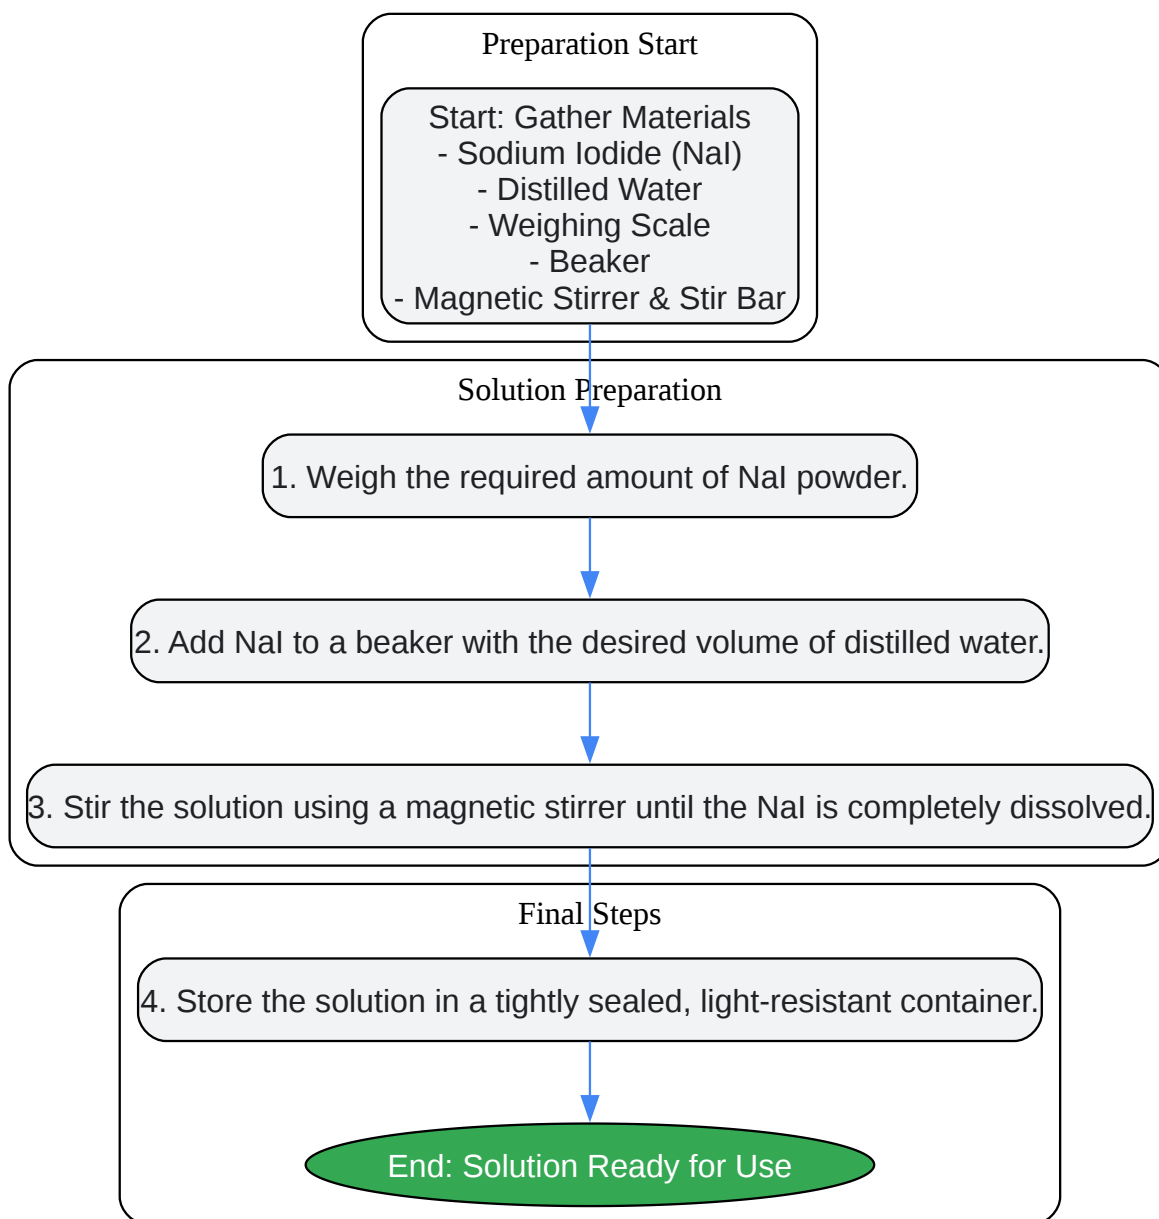 Preparation Start
Start: Gather Materials
- Sodium Iodide (NaI)
- Distilled Water
- Weighing Scale
- Beaker
- Magnetic Stirrer & Stir Bar
Solution Preparation
1. Weigh the required amount of NaI powder.
2. Add NaI to a beaker with the desired volume of distilled water.
3. Stir the solution using a magnetic stirrer until the NaI is completely dissolved.
Final Steps
4. Store the solution in a tightly sealed, light-resistant container.
End: Solution Ready for Use